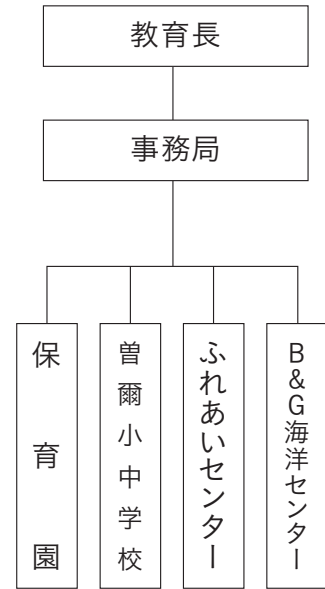 教育長
事務局
保育園
曽爾小中学校
ふれあいセンター
B&G海洋センター